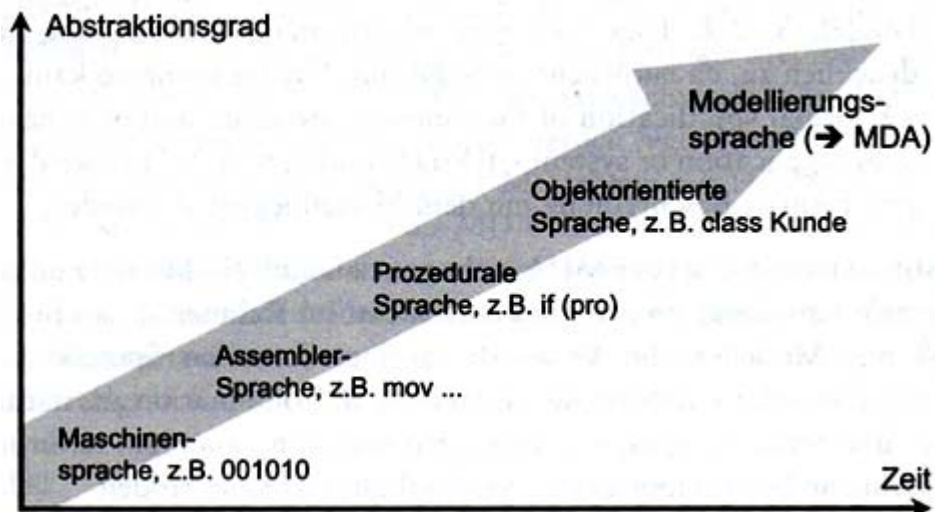 Abstraktionsgrad
Modellierungs-
sprache (➔ MDA)
Objektorientierte
Sprache, z.B. class Kunde
Prozedurale
Sprache, z.B. if (pro)
Assembler-
Sprache, z.B. mov ...
Maschinen-
sprache, z.B. 001010
Zeit